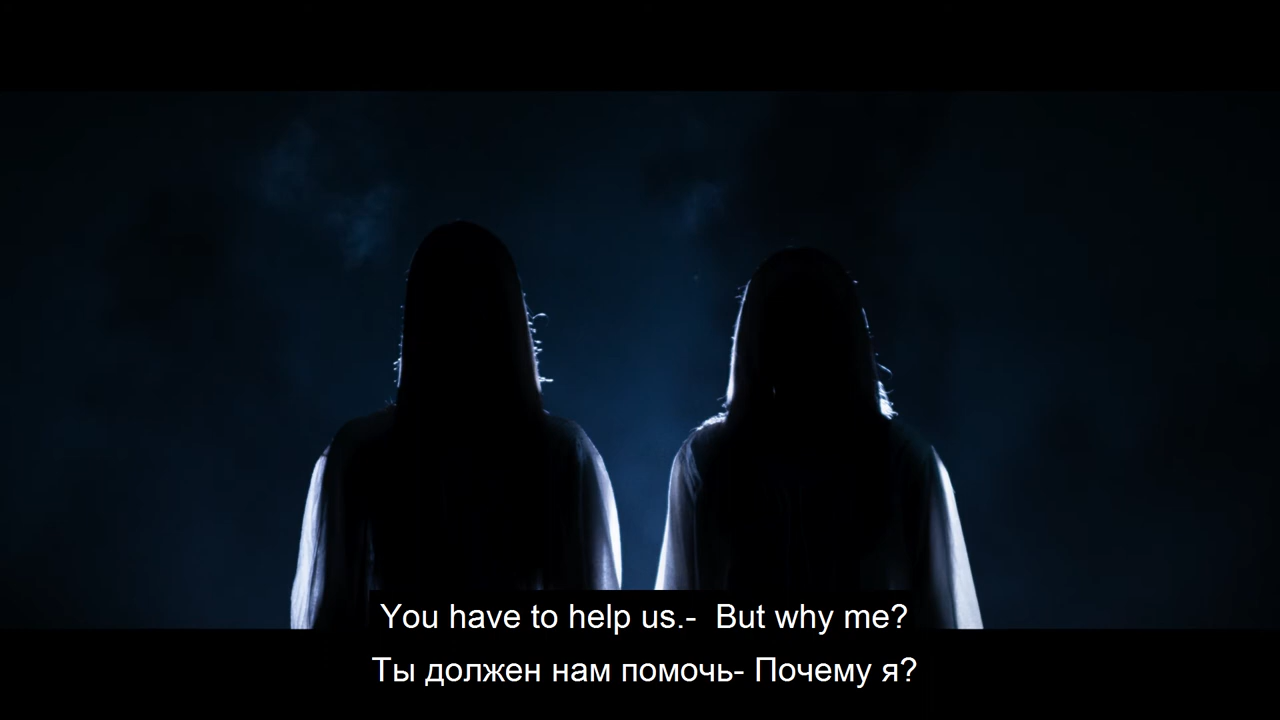 You have to help us.-  But why me?
Ты должен нам помочь- Почему я?